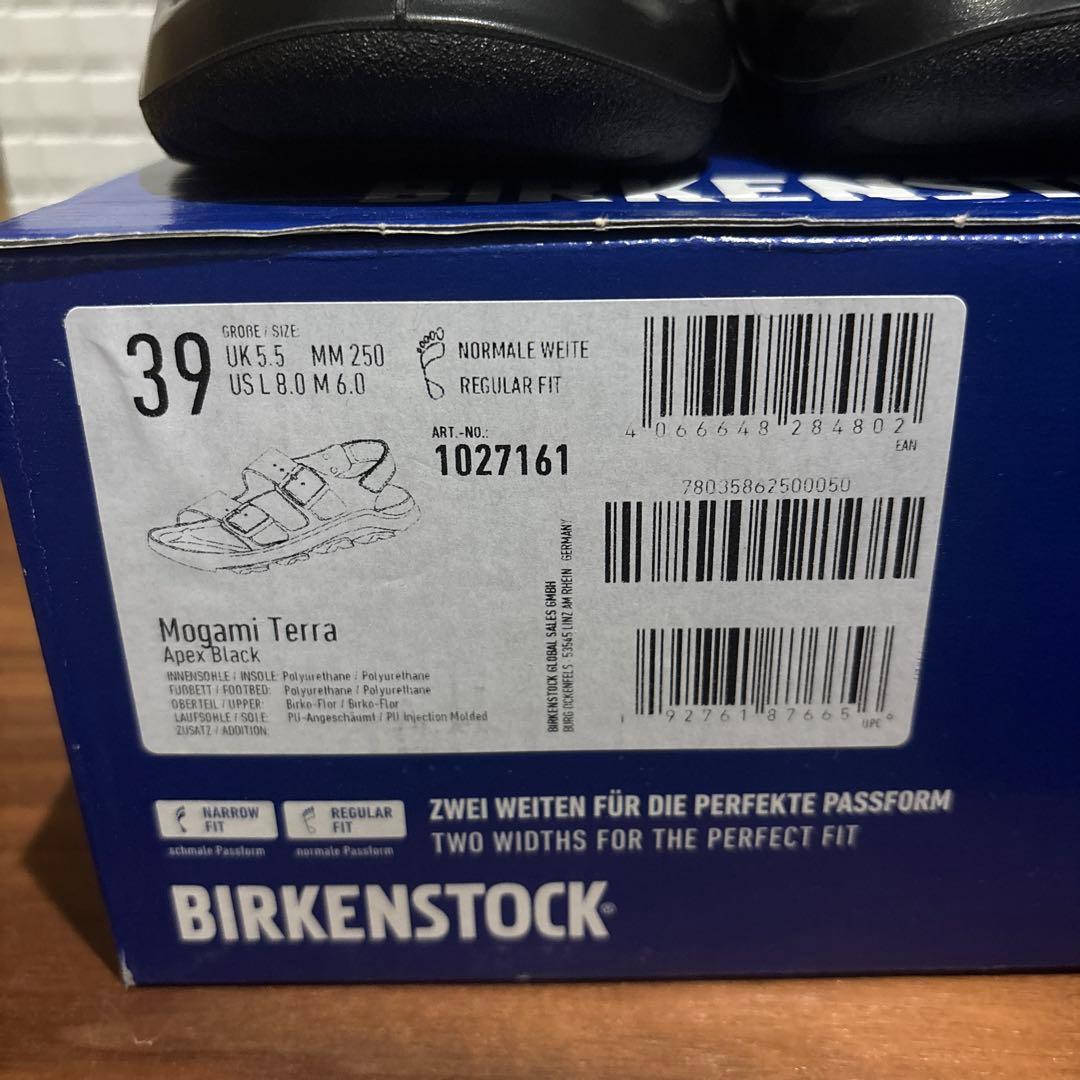 BIRKENST
39
GRÖßE / SIZE:
UK 5.5 MM 250
US L 8.0 M 6.0
NORMALE WEITE
REGULAR FIT
ART.-NO.:
1027161
4 066648 284802
EAN
78035862500050
1 92761 87665 6
UPC
Mogami Terra
Apex Black
INNENSOHLE / INSOLE: Polyurethane / Polyurethane
FUßBETT / FOOTBED: Polyurethane / Polyurethane
OBERTEIL / UPPER: Birko-Flor / Birko-Flor
LAUFSOHLE / SOLE: PU-Angeschäumt / PU Injection Molded
ZUSATZ / ADDITION:
BIRKENSTOCK GLOBAL SALES GMBH
BURG OCKENFELS 53545 LINZ AM RHEIN GERMANY
NARROW FIT
schmale Passform
REGULAR FIT
normale Passform
ZWEI WEITEN FÜR DIE PERFEKTE PASSFORM
TWO WIDTHS FOR THE PERFECT FIT
BIRKENSTOCK®